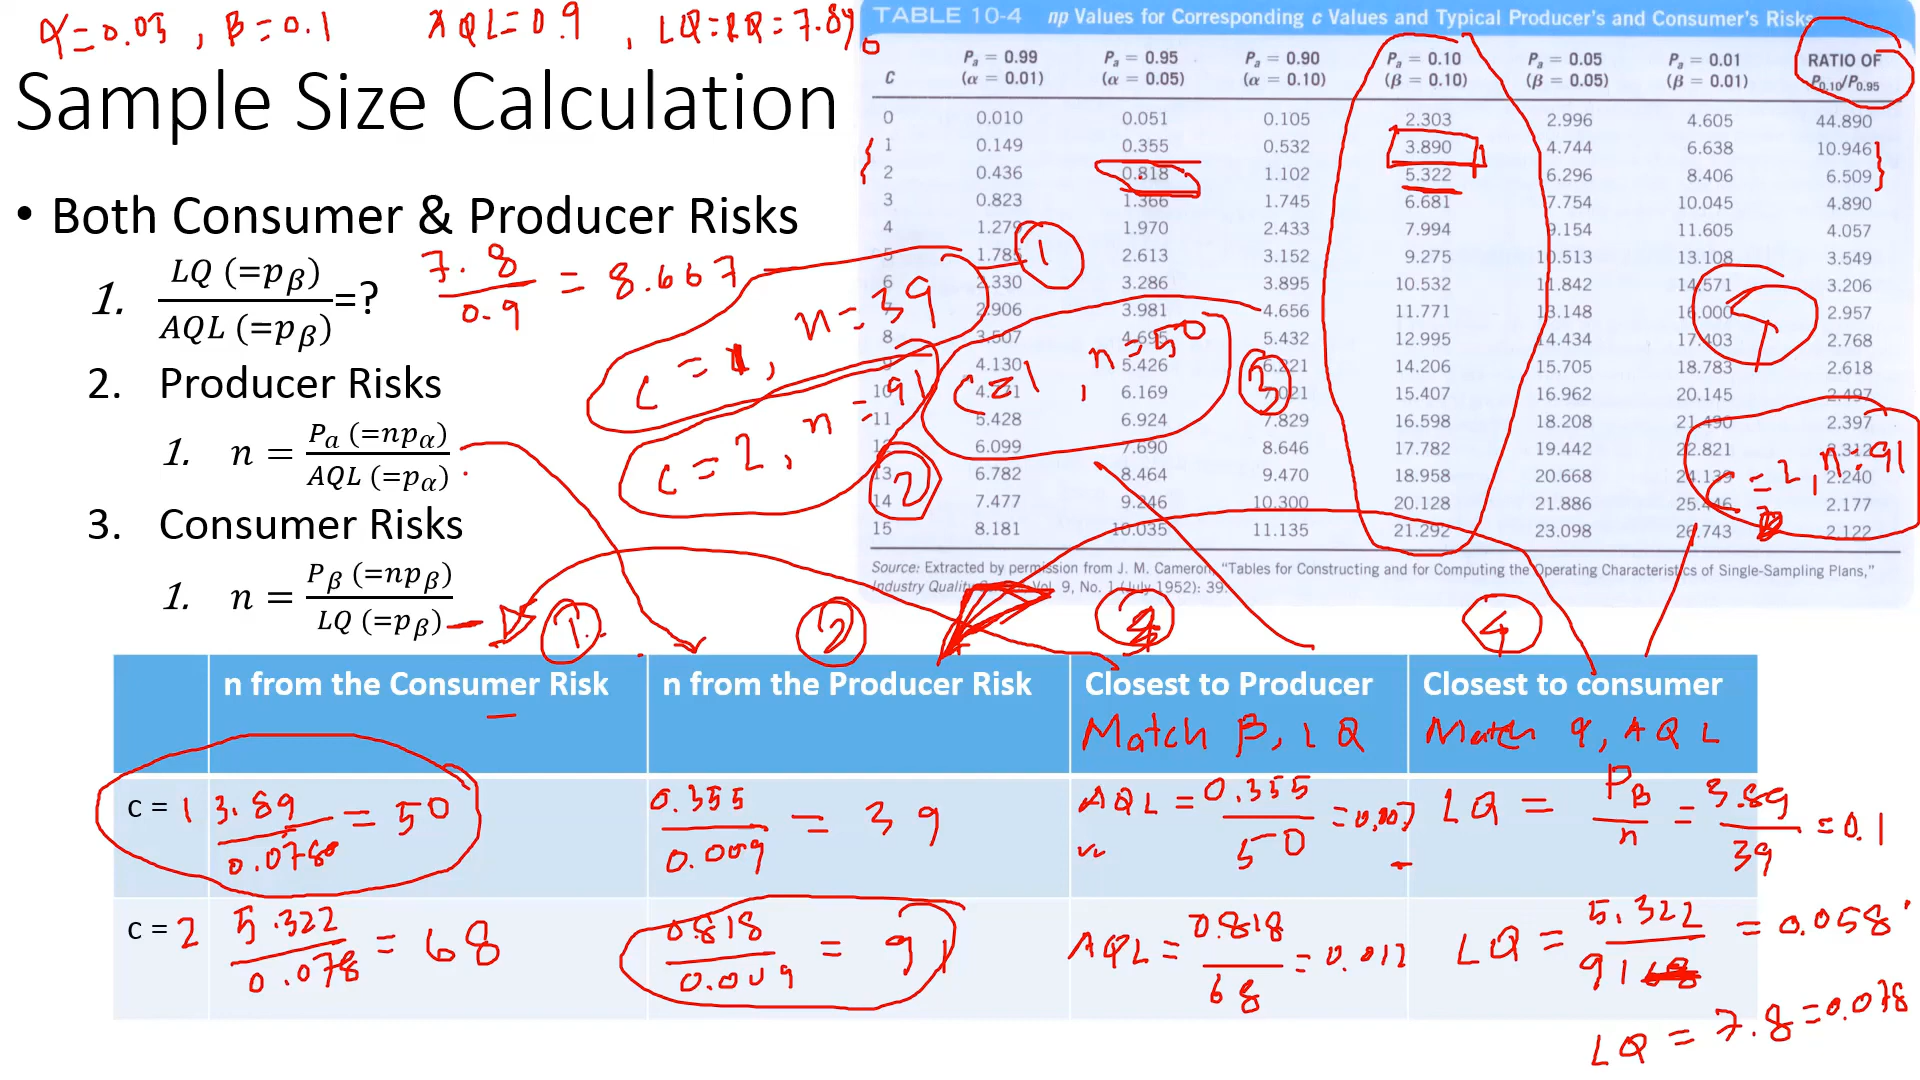 α=0.05 , β=0.1 AQL=0.9 , LQ=RQ=7.8%
Sample Size Calculation
• Both Consumer & Producer Risks
1. LQ (=pβ) / AQL (=pβ) =?
7.8 / 0.9 = 8.667
2. Producer Risks
1. n = Pa (=npα) / AQL (=pα)
3. Consumer Risks
1. n = Pβ (=npβ) / LQ (=pβ)
TABLE 10-4 np Values for Corresponding c Values and Typical Producer's and Consumer's Risks
C Pa = 0.99 (α = 0.01) Pa = 0.95 (α = 0.05) Pa = 0.90 (α = 0.10) Pa = 0.10 (β = 0.10) Pa = 0.05 (β = 0.05) Pa = 0.01 (β = 0.01) RATIO OF P0.10/P0.95
0 0.010 0.051 0.105 2.303 2.996 4.605 44.890
1 0.149 0.355 0.532 3.890 4.744 6.638 10.946
2 0.436 0.818 1.102 5.322 6.296 8.406 6.509
3 0.823 1.366 1.745 6.681 7.754 10.045 4.890
4 1.279 1.970 2.433 7.994 9.154 11.605 4.057
5 1.785 2.613 3.152 9.275 10.513 13.108 3.549
6 2.330 3.286 3.895 10.532 11.842 14.571 3.206
7 2.906 3.981 4.656 11.771 13.148 16.000 2.957
8 3.507 4.695 5.432 12.995 14.434 17.403 2.768
9 4.130 5.426 6.221 14.206 15.705 18.783 2.618
10 6.169 7.021 15.407 16.962 20.145 2.497
11 5.428 6.924 7.829 16.598 18.208 21.490 2.397
12 6.099 7.690 8.646 17.782 19.442 22.821 2.312
13 6.782 8.464 9.470 18.958 20.668 24.139 2.240
14 7.477 9.246 10.300 20.128 21.886 25.446 2.177
15 8.181 10.035 11.135 21.292 23.098 26.743 2.122
Source: Extracted by permission from J. M. Cameron, "Tables for Constructing and for Computing the Operating Characteristics of Single-Sampling Plans,"
Industry Quality Vol. 9, No. 1 (July 1952): 39.
c = 1, n = 39 1
c = 2, n = 91 2
c = 1, n = 50 3
c = 2, n = 91
1 2 4
n from the Consumer Risk n from the Producer Risk Closest to Producer Closest to consumer
Match β, LQ Match α, AQL
c = 1 3.89 / 0.078 = 50 0.355 / 0.009 = 39 AQL = 0.355 / 50 = 0.007 LQ = Pβ / n = 3.89 / 39 = 0.1
c = 2 5.322 / 0.078 = 68 0.818 / 0.009 = 91 AQL = 0.818 / 68 = 0.012 LQ = 5.322 / 91 = 0.058
LQ = 7.8 = 0.078